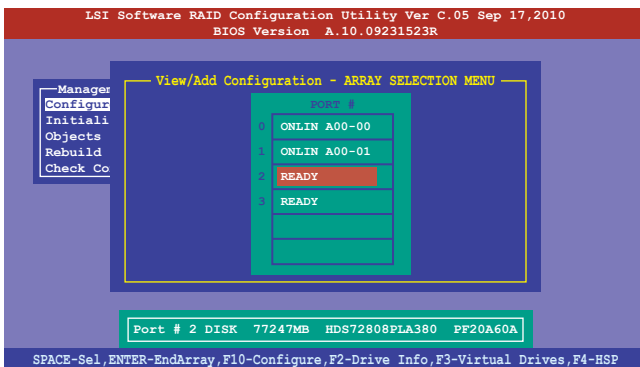 LSI Software RAID Configuration Utility Ver C.05 Sep 17,2010
BIOS Version A.10.09231523R
View/Add Configuration - ARRAY SELECTION MENU
Managem
Configur
Initiali
Objects
Rebuild
Check Co
PORT #
0 ONLIN A00-00
1 ONLIN A00-01
2 READY
3 READY
Port # 2 DISK 77247MB HDS72808PLA380 PF20A60A
SPACE-Sel,ENTER-EndArray,F10-Configure,F2-Drive Info,F3-Virtual Drives,F4-HSP